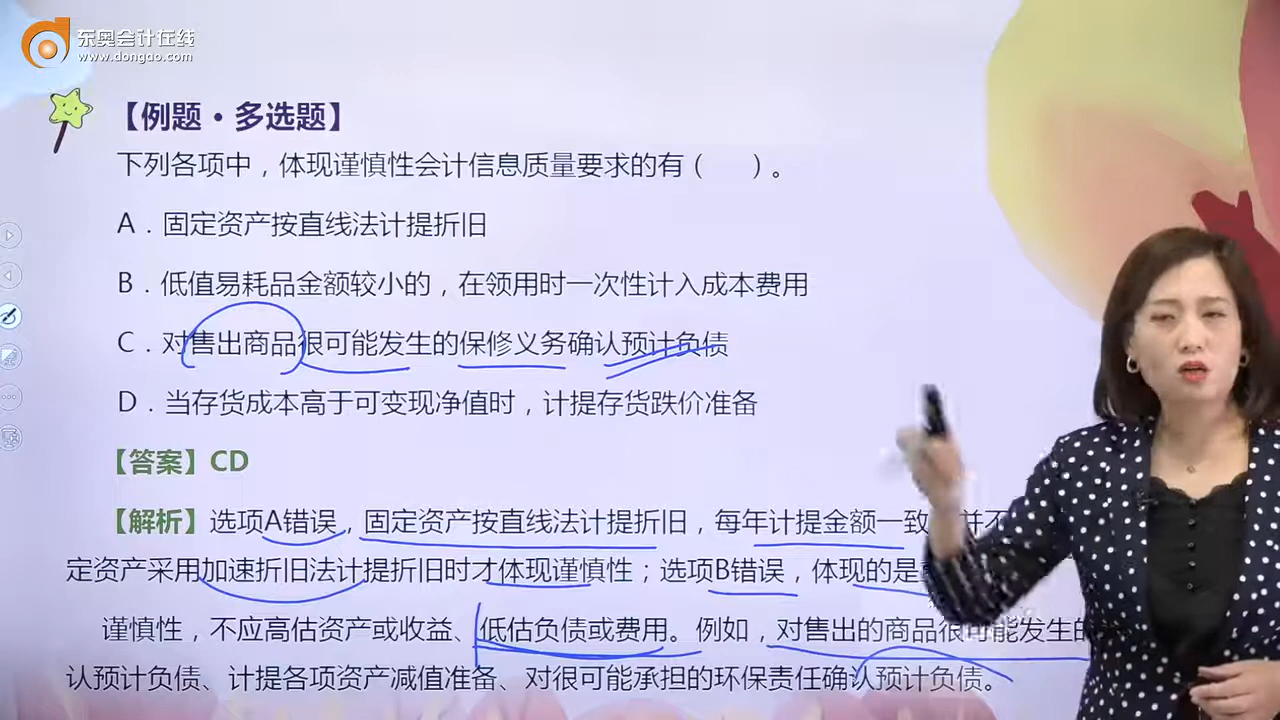 东奥会计在线
www.dongao.com
【例题·多选题】
下列各项中，体现谨慎性会计信息质量要求的有（ ）。
A．固定资产按直线法计提折旧
B．低值易耗品金额较小的，在领用时一次性计入成本费用
C．对售出商品很可能发生的保修义务确认预计负债
D．当存货成本高于可变现净值时，计提存货跌价准备
【答案】CD
【解析】选项A错误，固定资产按直线法计提折旧，每年计提金额一致，并不
定资产采用加速折旧法计提折旧时才体现谨慎性；选项B错误，体现的是
谨慎性，不应高估资产或收益、低估负债或费用。例如，对售出的商品很可能发生的
认预计负债、计提各项资产减值准备、对很可能承担的环保责任确认预计负债。